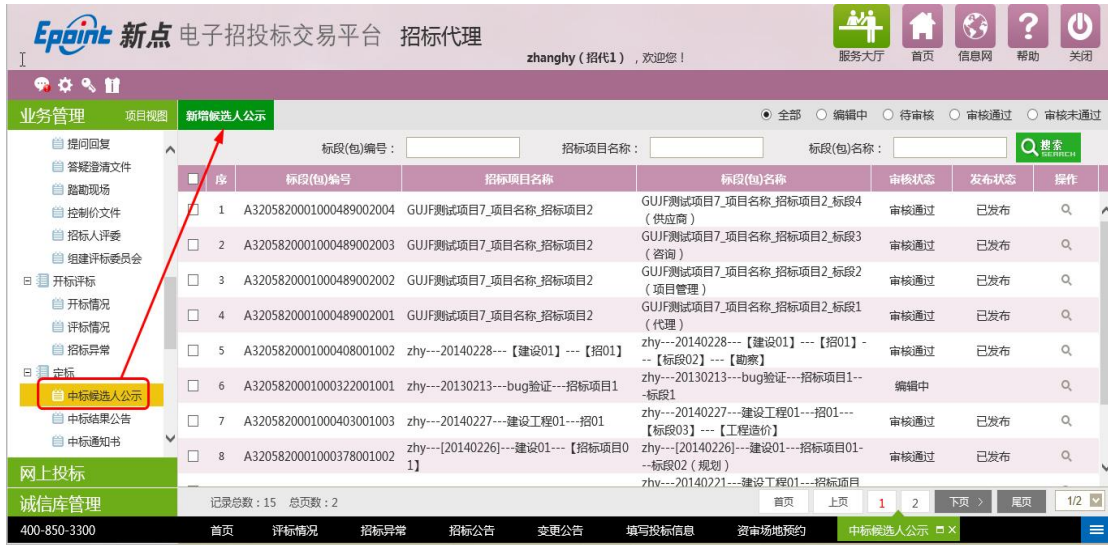 Epoint 新点 电子招投标交易平台 招标代理
zhanghy（招代1），欢迎您！
服务大厅 首页 信息网 帮助 关闭
业务管理 项目视图
新增候选人公示
全部 编辑中 待审核 审核通过 审核未通过
标段(包)编号： 招标项目名称： 标段(包)名称： 搜索 SERRCH
提问回复
答疑澄清文件
踏勘现场
控制价文件
招标人评委
组建评标委员会
开标评标
开标情况
评标情况
招标异常
定标
中标候选人公示
中标结果公告
中标通知书
网上投标
诚信库管理
序 标段(包)编号 招标项目名称 标段(包)名称 审核状态 发布状态 操作
1 A3205820001000489002004 GUJF测试项目7_项目名称_招标项目2 GUJF测试项目7_项目名称_招标项目2_标段4
（供应商） 审核通过 已发布
2 A3205820001000489002003 GUJF测试项目7_项目名称_招标项目2 GUJF测试项目7_项目名称_招标项目2_标段3
（咨询） 审核通过 已发布
3 A3205820001000489002002 GUJF测试项目7_项目名称_招标项目2 GUJF测试项目7_项目名称_招标项目2_标段2
（项目管理） 审核通过 已发布
4 A3205820001000489002001 GUJF测试项目7_项目名称_招标项目2 GUJF测试项目7_项目名称_招标项目2_标段1
（代理） 审核通过 已发布
5 A3205820001000408001002 zhy---20140228---【建设01】---【招01】 zhy---20140228---【建设01】---【招01】-
--【标段02】---【勘察】 审核通过 已发布
6 A3205820001000322001001 zhy---20130213---bug验证---招标项目1 zhy---20130213---bug验证---招标项目1--
-标段1 编辑中
7 A3205820001000403001003 zhy---20140227---建设工程01---招01 zhy---20140227---建设工程01---招01---
【标段03】---【工程造价】 审核通过 已发布
8 A3205820001000378001002 zhy---[20140226]---建设01---【招标项目0
1】 zhy---[20140226]---建设01---招标项目01-
--标段02（规划） 审核通过 已发布
zhy---20140221---建设工程01---招标项目
记录总数：15 总页数：2 首页 上页 1 2 下页 尾页 1/2
400-850-3300 首页 评标情况 招标异常 招标公告 变更公告 填写投标信息 资审场地预约 中标候选人公示